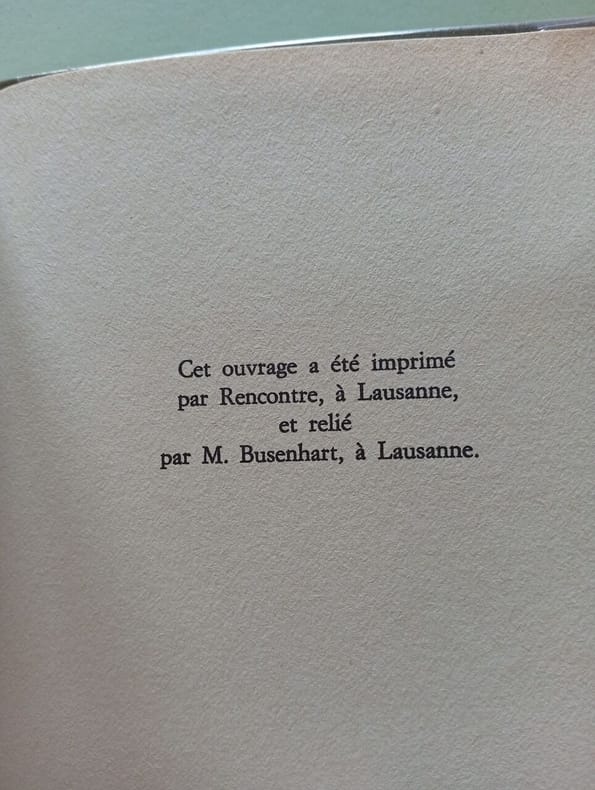 Cet ouvrage a été imprimé
par Rencontre, à Lausanne,
et relié
par M. Busenhart, à Lausanne.